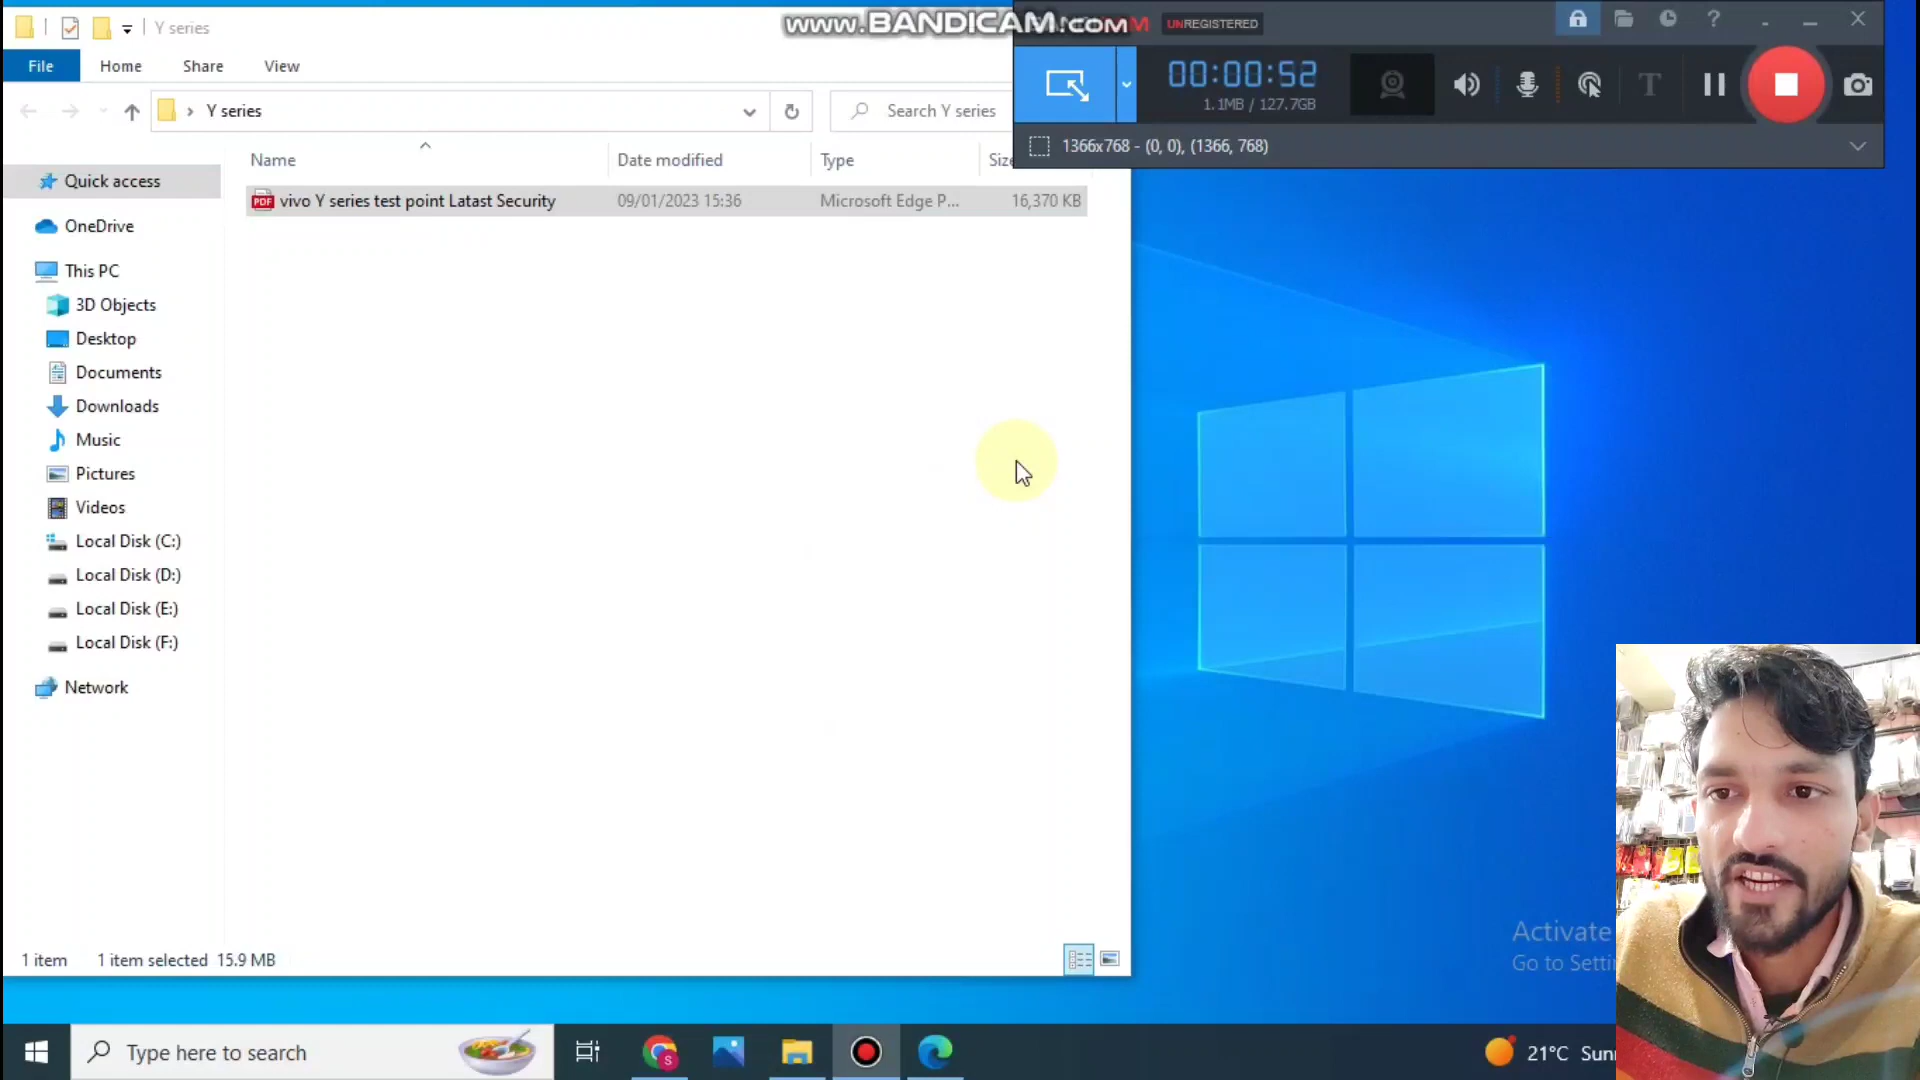 Y series
www.BANDICAM.com
UNREGISTERED
File
Home
Share
View
00:00:52
1.1MB / 127.7GB
Y series
Search Y series
1366x768 - (0, 0), (1366, 768)
Name
Date modified
Type
Quick access
vivo Y series test point Latast Security
09/01/2023 15:36
Microsoft Edge P...
16,370 KB
OneDrive
This PC
3D Objects
Desktop
Documents
Downloads
Music
Pictures
Videos
Local Disk (C:)
Local Disk (D:)
Local Disk (E:)
Local Disk (F:)
Network
Activate
Go to Setti
1 item
1 item selected 15.9 MB
Type here to search
21°C